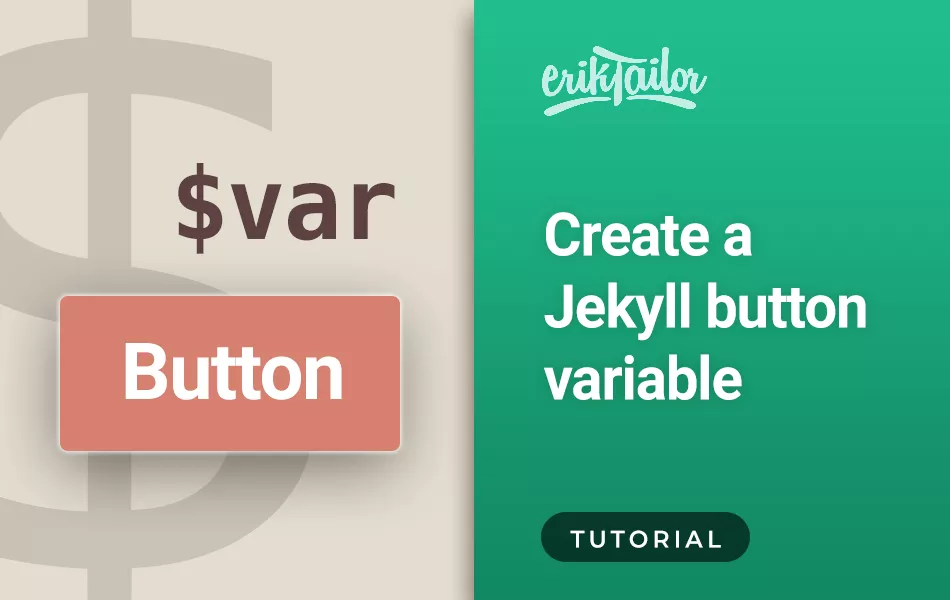 $
$var
Button
erikTailor
Create a
Jekyll button
variable
TUTORIAL